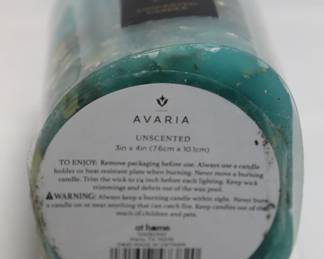 AVARIA
UNSCENTED
3in x 4in (7.6cm x 10.1cm)
TO ENJOY: Remove packaging before use. Always use a candle
holder or heat resistant plate when burning. Never move a burning
candle. Trim the wick to 1/4 inch before each lighting. Keep wick
trimmings and debris out of the wax pool.
WARNING: Always keep a burning candle within sight. Never burn
a candle on or near anything that can catch fire. Keep candles out of the
reach of children and pets.
at home
Plano, TX 75074